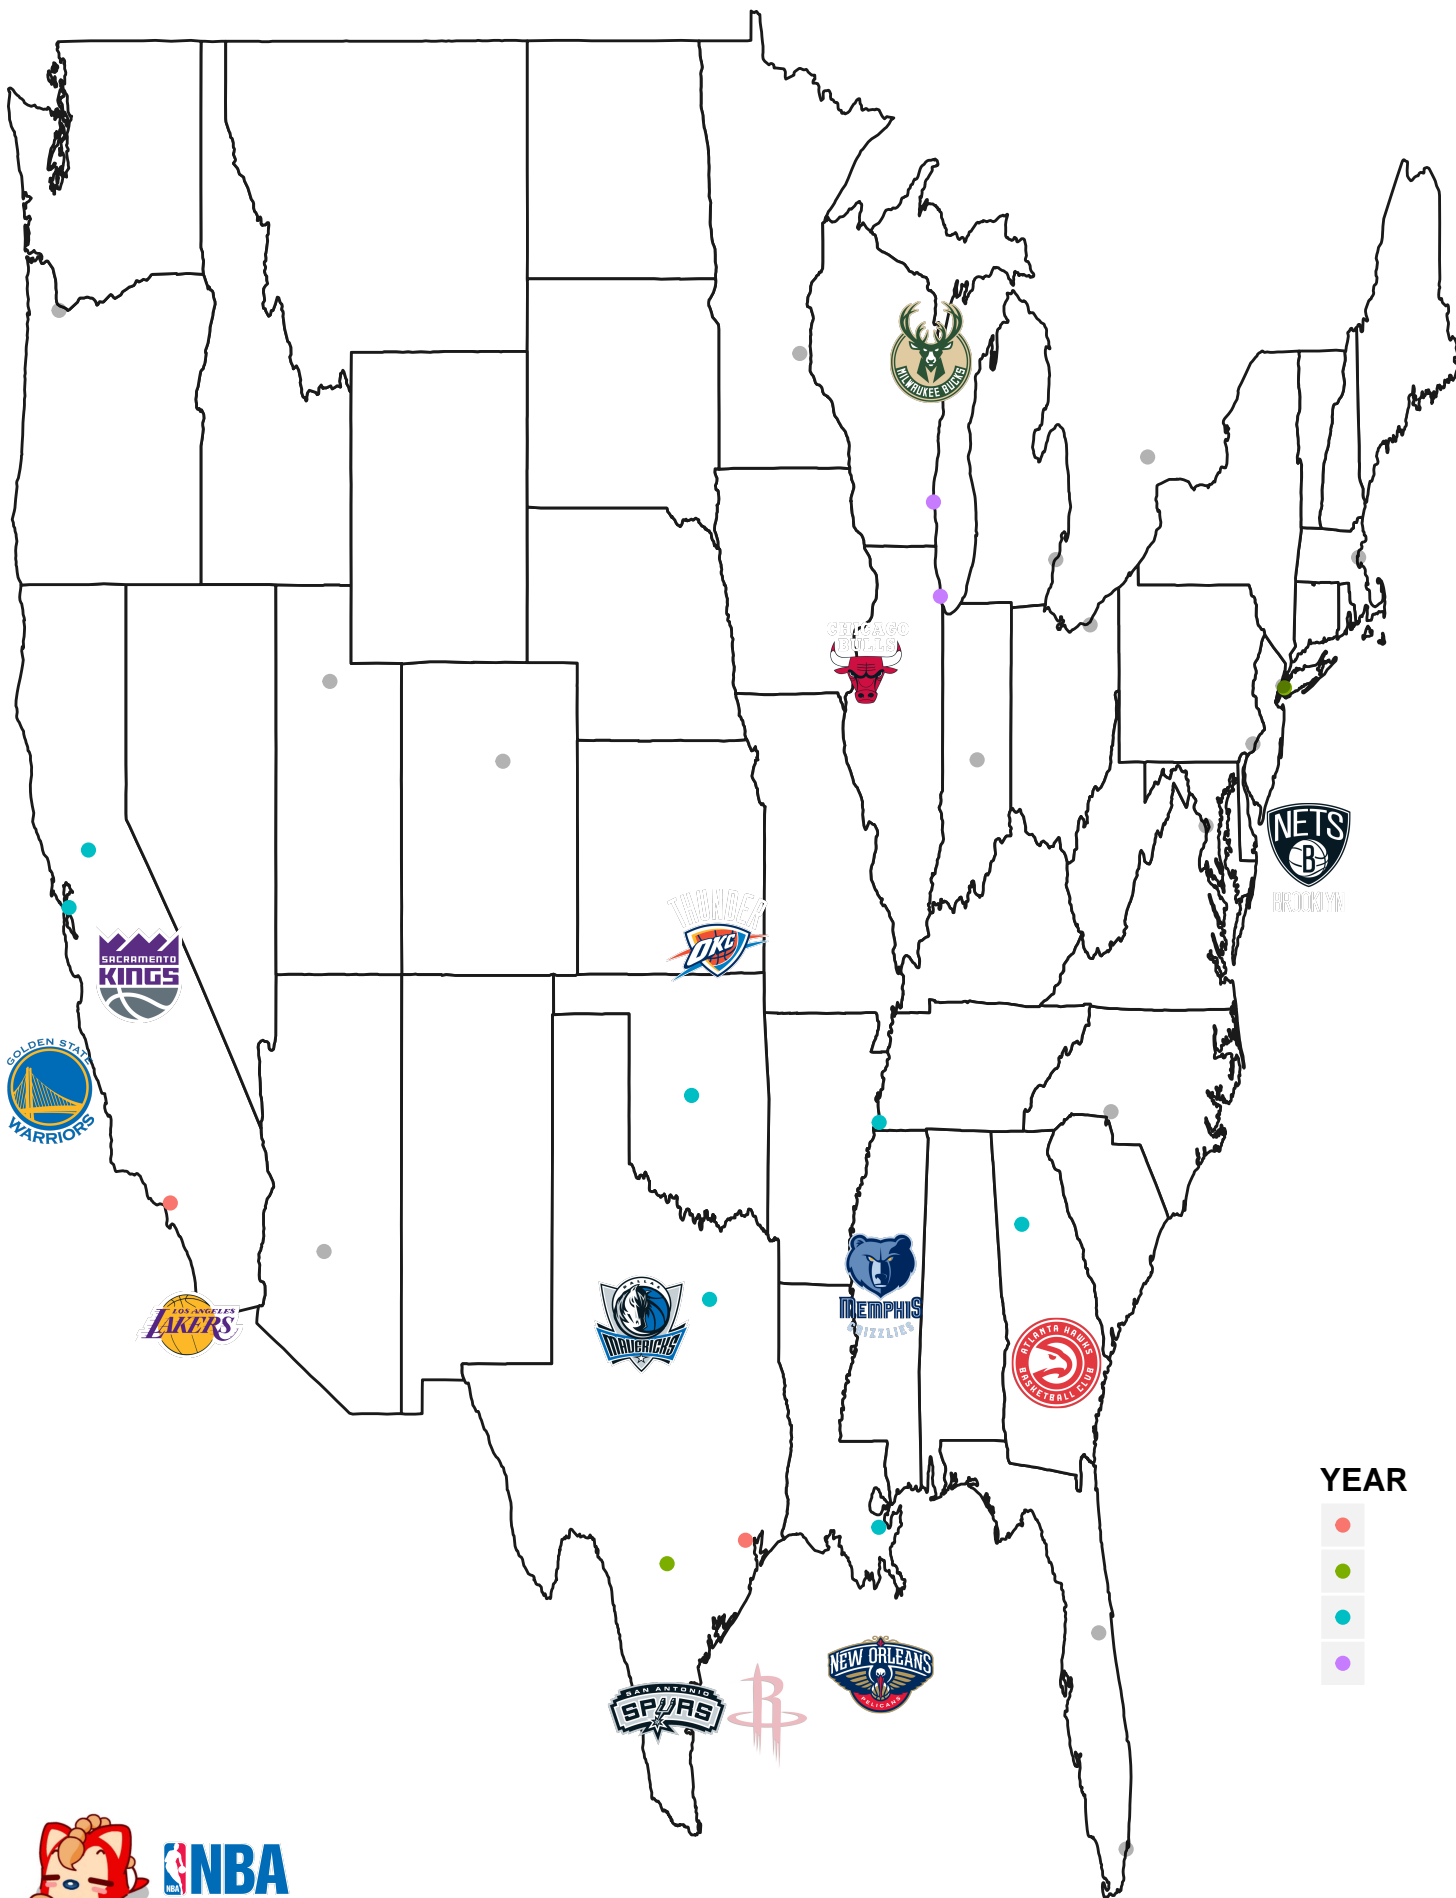 MILWAUKEE BUCKS
CHICAGO
BULLS
NETS
B
BROOKLYN
THUNDER
OKC
SACRAMENTO
KINGS
GOLDEN STATE
WARRIORS
LOS ANGELES
LAKERS
DALLAS
MAVERICKS
MEMPHIS
GRIZZLIES
ATLANTA HAWKS
BASKETBALL CLUB
YEAR
NEW ORLEANS
PELICANS
SAN ANTONIO
SPURS
R
NBA
NBA